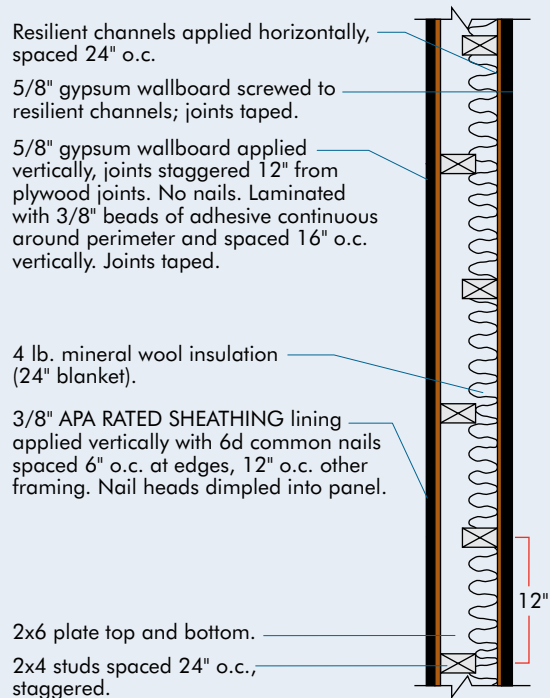 Resilient channels applied horizontally,
spaced 24" o.c.
5/8" gypsum wallboard screwed to
resilient channels; joints taped.
5/8" gypsum wallboard applied
vertically, joints staggered 12" from
plywood joints. No nails. Laminated
with 3/8" beads of adhesive continuous
around perimeter and spaced 16" o.c.
vertically. Joints taped.
4 lb. mineral wool insulation
(24" blanket).
3/8" APA RATED SHEATHING lining
applied vertically with 6d common nails
spaced 6" o.c. at edges, 12" o.c. other
framing. Nail heads dimpled into panel.
12"
2x6 plate top and bottom.
2x4 studs spaced 24" o.c.,
staggered.